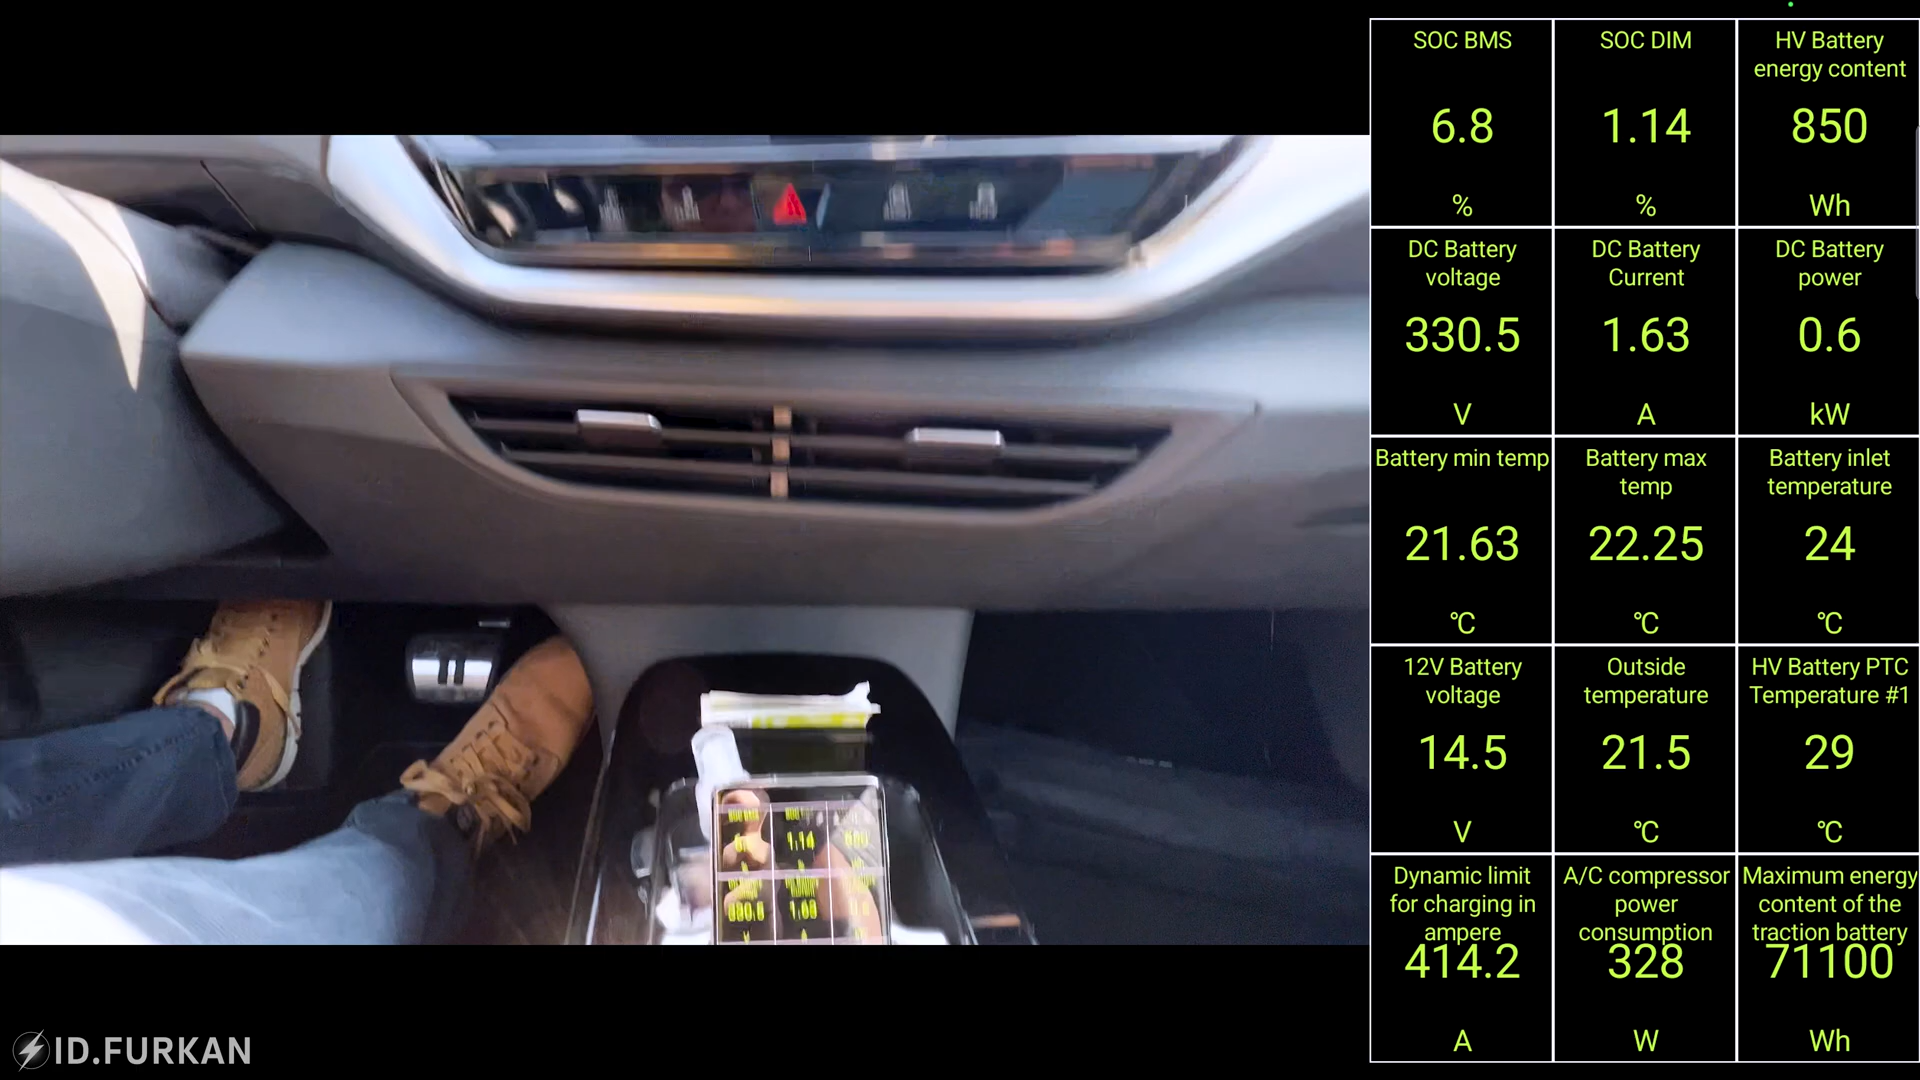 SOC BMS
6.8
%
SOC DIM
1.14
%
HV Battery
energy content
850
Wh
DC Battery
voltage
330.5
V
DC Battery
Current
1.63
A
DC Battery
power
0.6
kW
Battery min temp
21.63
°C
Battery max
temp
22.25
°C
Battery inlet
temperature
24
°C
12V Battery
voltage
14.5
V
Outside
temperature
21.5
°C
HV Battery PTC
Temperature #1
29
°C
Dynamic limit
for charging in
ampere
414.2
A
A/C compressor
power
consumption
328
W
Maximum energy
content of the
traction battery
71100
Wh
1.14
ID.FURKAN